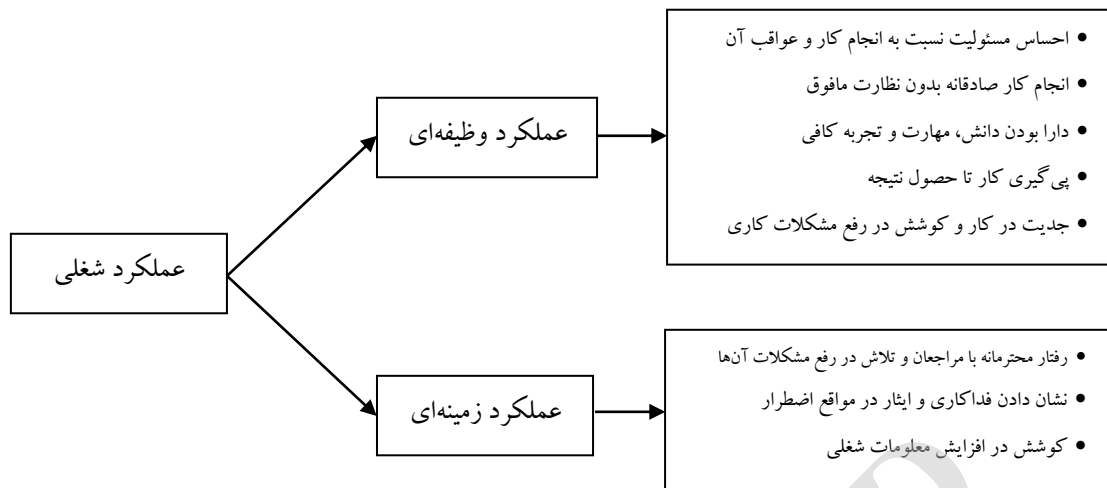 عملکرد شغلی
عملکرد وظیفه‌ای
• احساس مسئولیت نسبت به انجام کار و عواقب آن
• انجام کار صادقانه بدون نظارت مافوق
• دارا بودن دانش، مهارت و تجربه کافی
• پی‌گیری کار تا حصول نتیجه
• جدیت در کار و کوشش در رفع مشکلات کاری
عملکرد زمینه‌ای
• رفتار محترمانه با مراجعان و تلاش در رفع مشکلات آن‌ها
• نشان دادن فداکاری و ایثار در مواقع اضطرار
• کوشش در افزایش معلومات شغلی